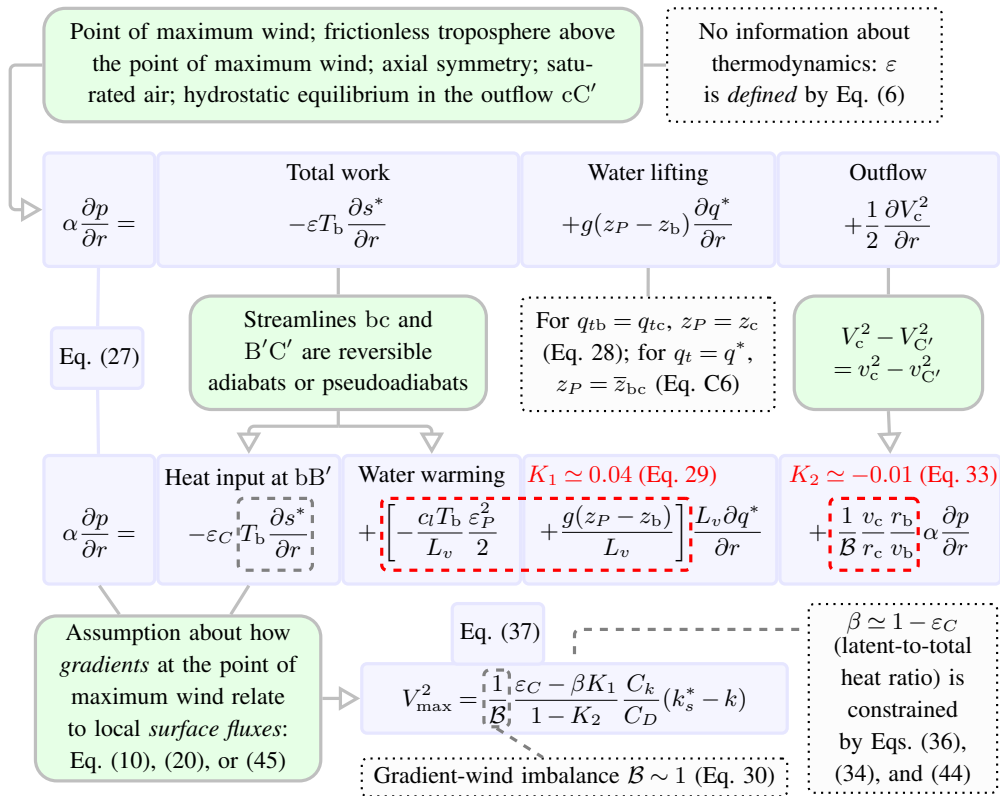 Point of maximum wind; frictionless troposphere above
the point of maximum wind; axial symmetry; satu-
rated air; hydrostatic equilibrium in the outflow cC′
No information about
thermodynamics: ε
is defined by Eq. (6)
Total work
Water lifting
Outflow
α ∂p/∂r =
−εT_b ∂s*/∂r
+g(z_P − z_b) ∂q*/∂r
+ 1/2 ∂V_c²/∂r
Eq. (27)
Streamlines bc and
B′C′ are reversible
adiabats or pseudoadiabats
For q_tb = q_tc, z_P = z_c
(Eq. 28); for q_t = q*,
z_P = z̄_bc (Eq. C6)
V_c² − V_C′²
= v_c² − v_C′²
Heat input at bB′
Water warming
K₁ ≃ 0.04 (Eq. 29)
K₂ ≃ −0.01 (Eq. 33)
α ∂p/∂r =
−ε_C T_b ∂s*/∂r
+ [ − c_l T_b/L_v ε_P²/2
+ g(z_P − z_b)/L_v ] L_v ∂q*/∂r
+ 1/ℬ v_c/r_c r_b/v_b α ∂p/∂r
Assumption about how
gradients at the point of
maximum wind relate
to local surface fluxes:
Eq. (10), (20), or (45)
Eq. (37)
V²_max = 1/ℬ (ε_C − βK₁)/(1 − K₂) C_k/C_D (k_s* − k)
Gradient-wind imbalance ℬ ∼ 1 (Eq. 30)
β ≃ 1 − ε_C
(latent-to-total
heat ratio) is
constrained
by Eqs. (36),
(34), and (44)